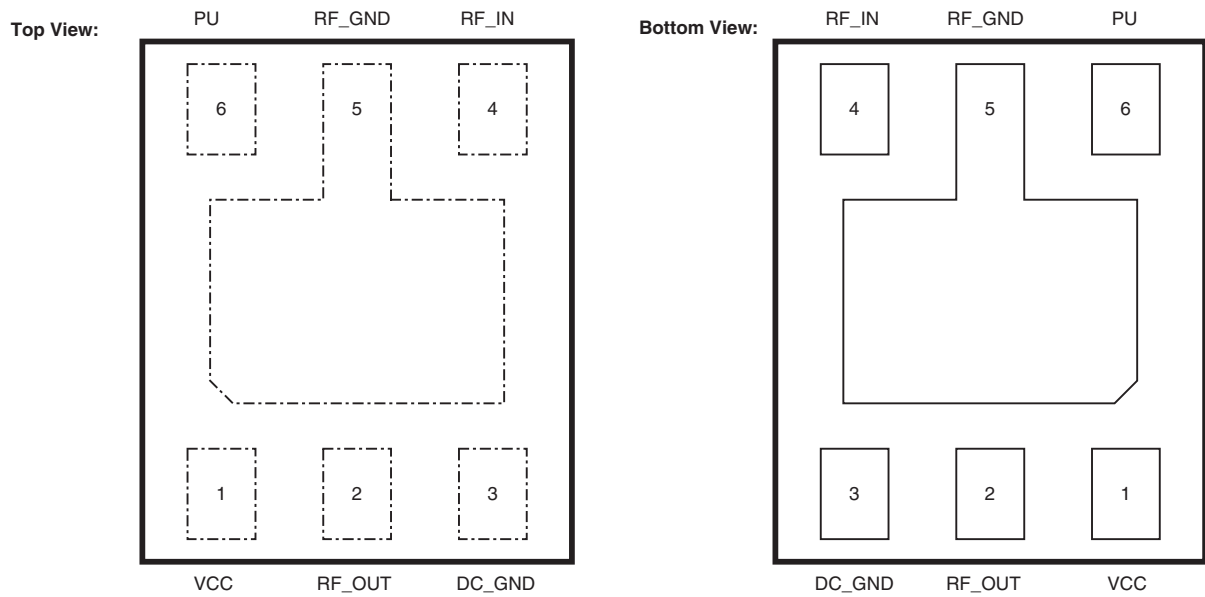 Top View:
PU RF_GND RF_IN
6 5 4
1 2 3
VCC RF_OUT DC_GND
Bottom View:
RF_IN RF_GND PU
4 5 6
3 2 1
DC_GND RF_OUT VCC